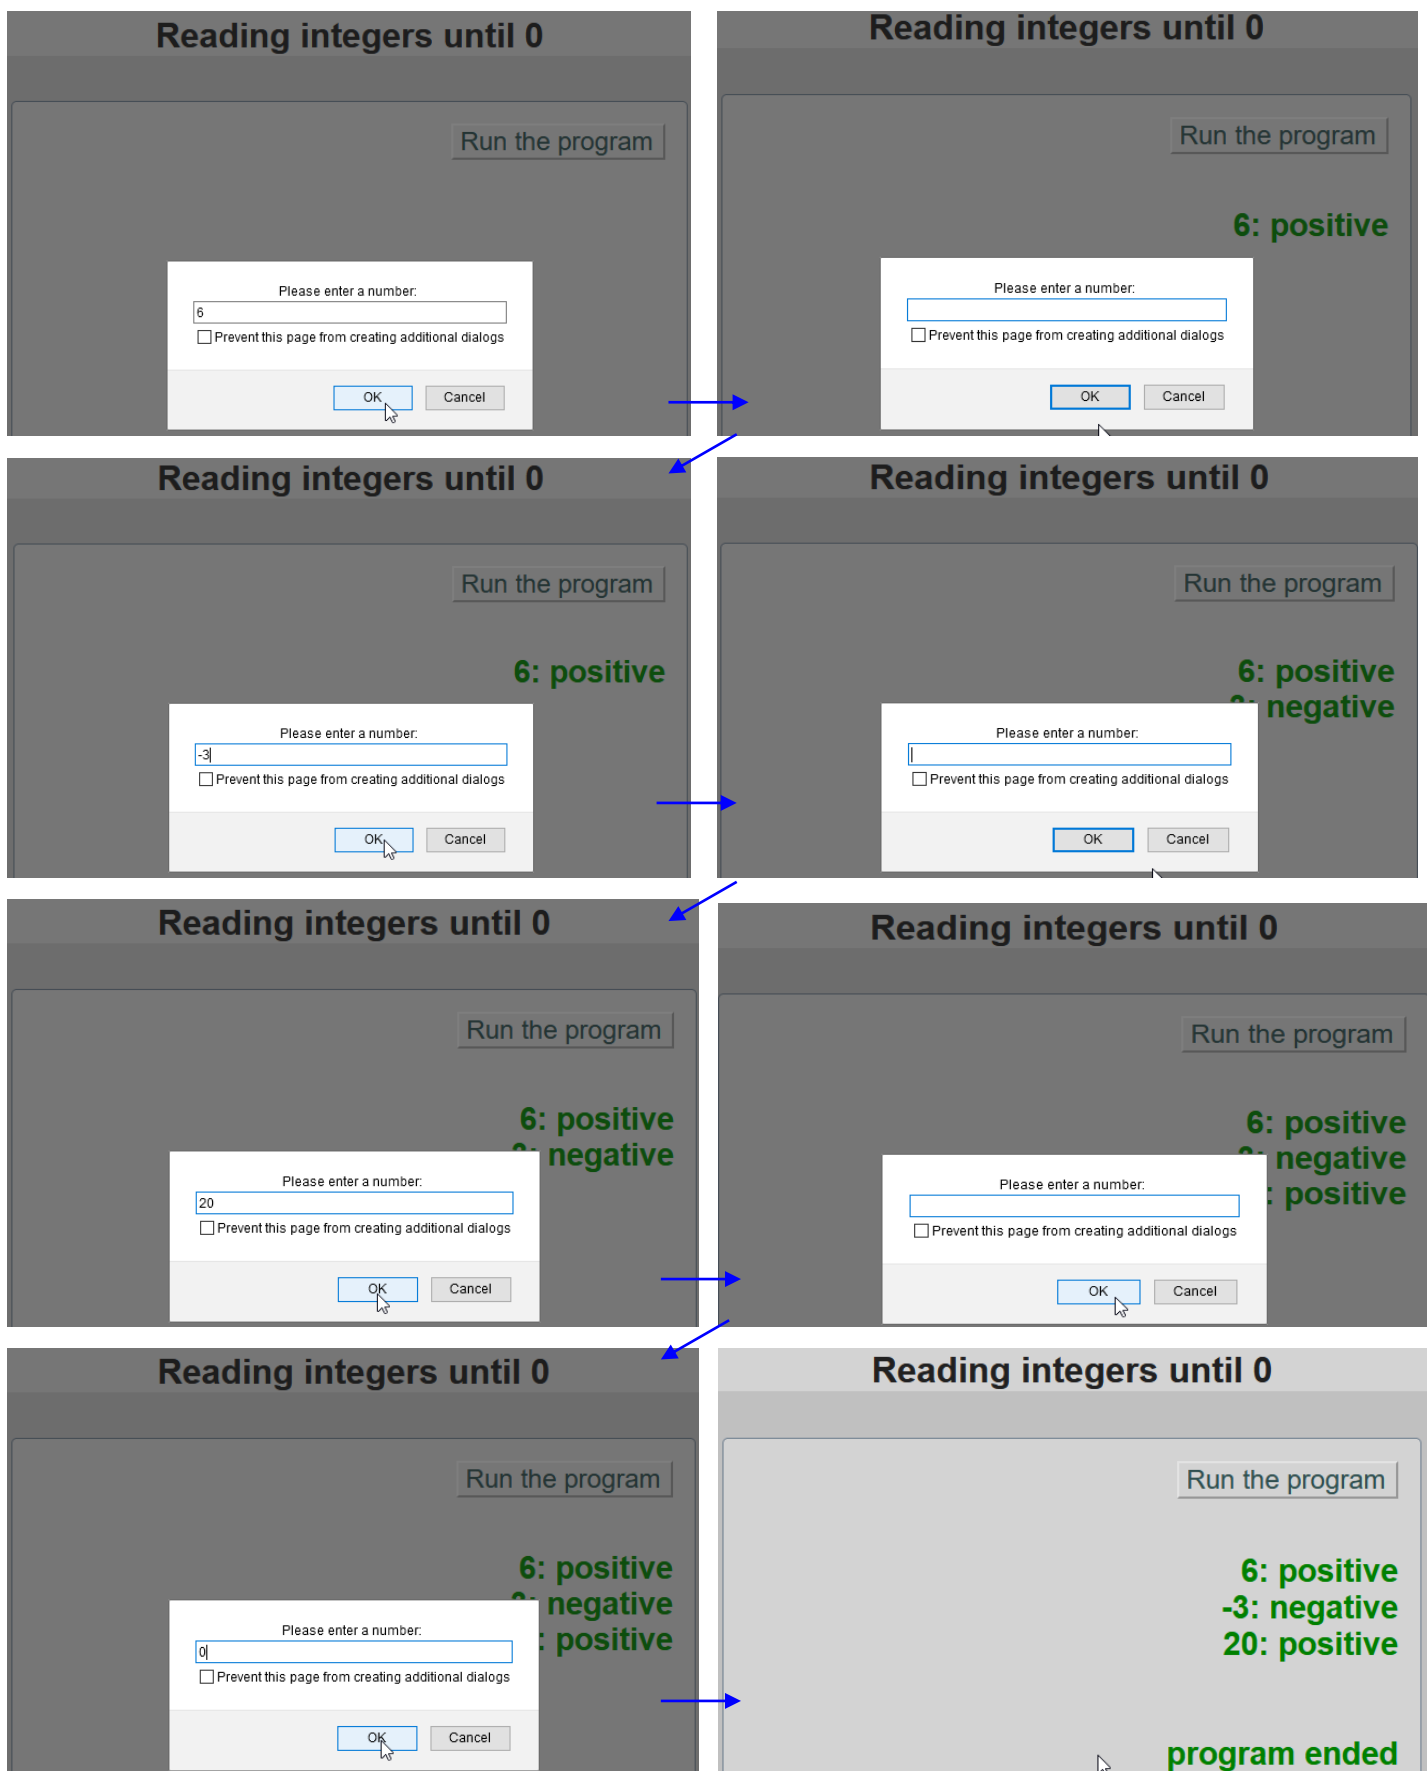 Reading integers until 0
Run the program
Please enter a number:
6
Prevent this page from creating additional dialogs
OK Cancel
Reading integers until 0
Run the program
6: positive
Please enter a number:
Prevent this page from creating additional dialogs
OK Cancel
Reading integers until 0
Run the program
6: positive
Please enter a number:
-3
Prevent this page from creating additional dialogs
OK Cancel
Reading integers until 0
Run the program
6: positive
negative
Please enter a number:
Prevent this page from creating additional dialogs
OK Cancel
Reading integers until 0
Run the program
6: positive
negative
Please enter a number:
20
Prevent this page from creating additional dialogs
OK Cancel
Reading integers until 0
Run the program
6: positive
negative
: positive
Please enter a number:
Prevent this page from creating additional dialogs
OK Cancel
Reading integers until 0
Run the program
6: positive
negative
: positive
Please enter a number:
0
Prevent this page from creating additional dialogs
OK Cancel
Reading integers until 0
Run the program
6: positive
-3: negative
20: positive
program ended